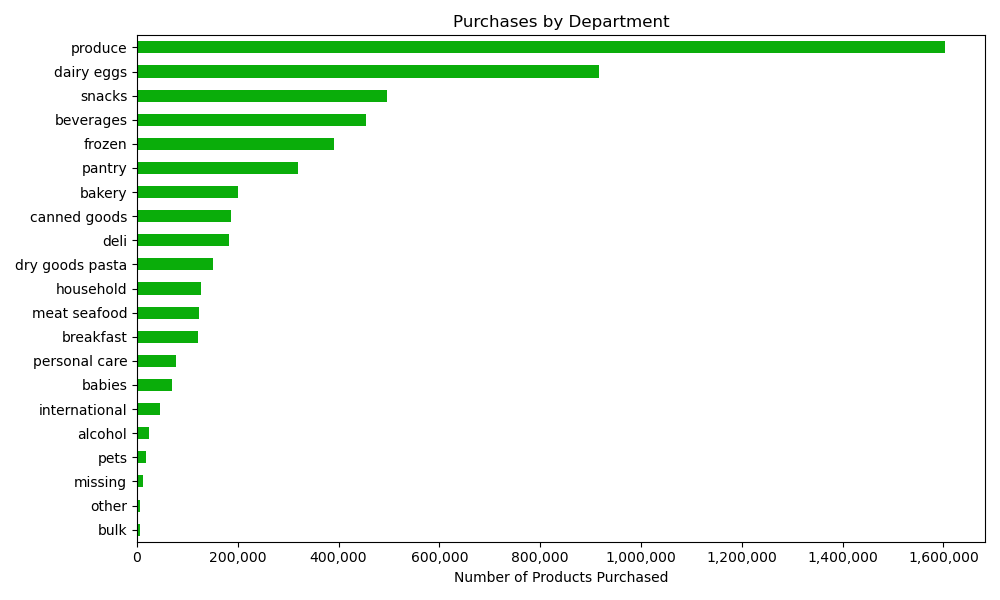 Purchases by Department
produce
dairy eggs
snacks
beverages
frozen
pantry
bakery
canned goods
deli
dry goods pasta
household
meat seafood
breakfast
personal care
babies
international
alcohol
pets
missing
other
bulk
0 200,000 400,000 600,000 800,000 1,000,000 1,200,000 1,400,000 1,600,000
Number of Products Purchased